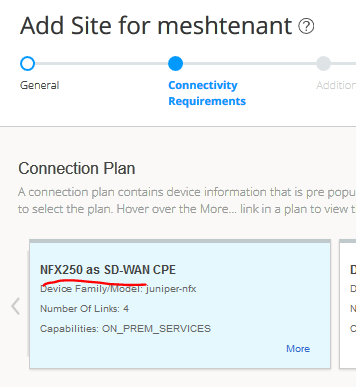 Add Site for meshtenant ?
General
Connectivity
Requirements
Addition
Connection Plan
A connection plan contains device information that is pre popu
to select the plan. Hover over the More... link in a plan to view t
NFX250 as SD-WAN CPE
Device Family/Model: juniper-nfx
Number Of Links: 4
Capabilities: ON_PREM_SERVICES
More
D
D
N
C